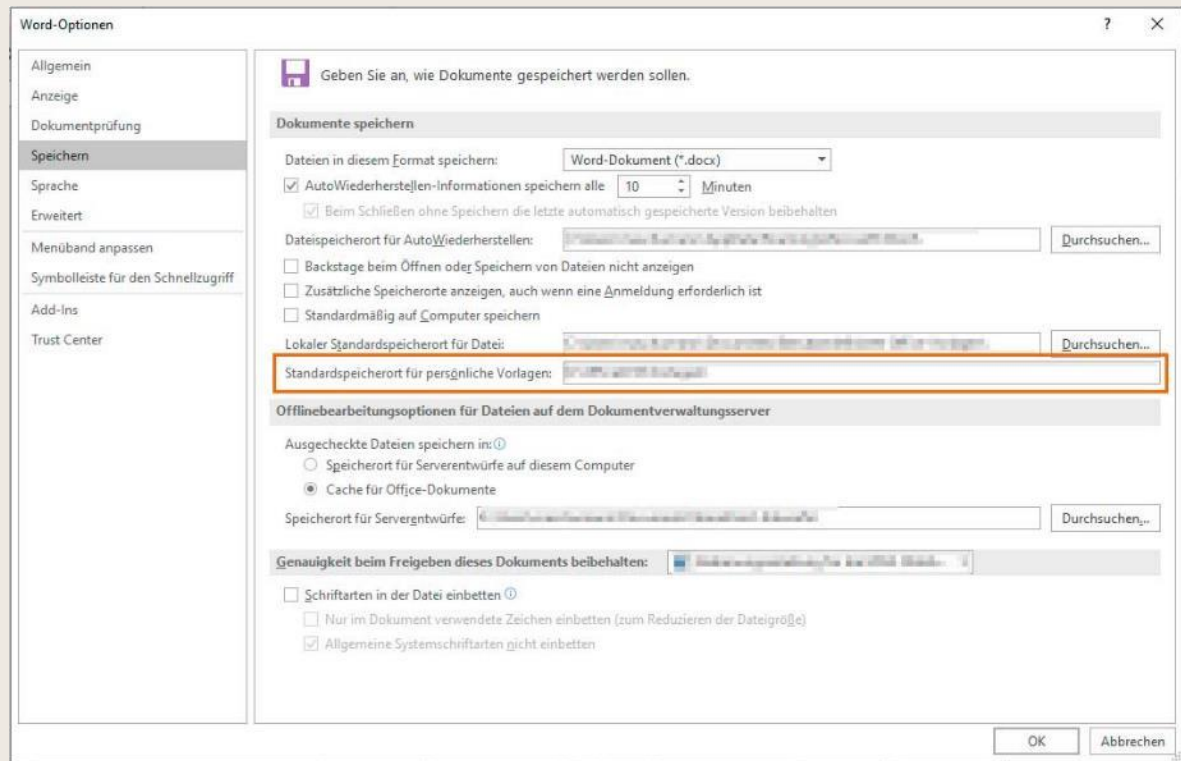 Word-Optionen
?
Allgemein
Anzeige
Dokumentprüfung
Speichern
Sprache
Erweitert
Menüband anpassen
Symbolleiste für den Schnellzugriff
Add-Ins
Trust Center
Geben Sie an, wie Dokumente gespeichert werden sollen.
Dokumente speichern
Dateien in diesem Format speichern: Word-Dokument (*.docx)
AutoWiederherstellen-Informationen speichern alle 10 Minuten
Beim Schließen ohne Speichern die letzte automatisch gespeicherte Version beibehalten
Dateispeicherort für AutoWiederherstellen: Durchsuchen...
Backstage beim Öffnen oder Speichern von Dateien nicht anzeigen
Zusätzliche Speicherorte anzeigen, auch wenn eine Anmeldung erforderlich ist
Standardmäßig auf Computer speichern
Lokaler Standardspeicherort für Datei: Durchsuchen...
Standardspeicherort für persönliche Vorlagen:
Offlinebearbeitungsoptionen für Dateien auf dem Dokumentverwaltungsserver
Ausgecheckte Dateien speichern in:
Speicherort für Serverentwürfe auf diesem Computer
Cache für Office-Dokumente
Speicherort für Serverentwürfe: Durchsuchen...
Genauigkeit beim Freigeben dieses Dokuments beibehalten:
Schriftarten in der Datei einbetten
Nur im Dokument verwendete Zeichen einbetten (zum Reduzieren der Dateigröße)
Allgemeine Systemschriftarten nicht einbetten
OK Abbrechen